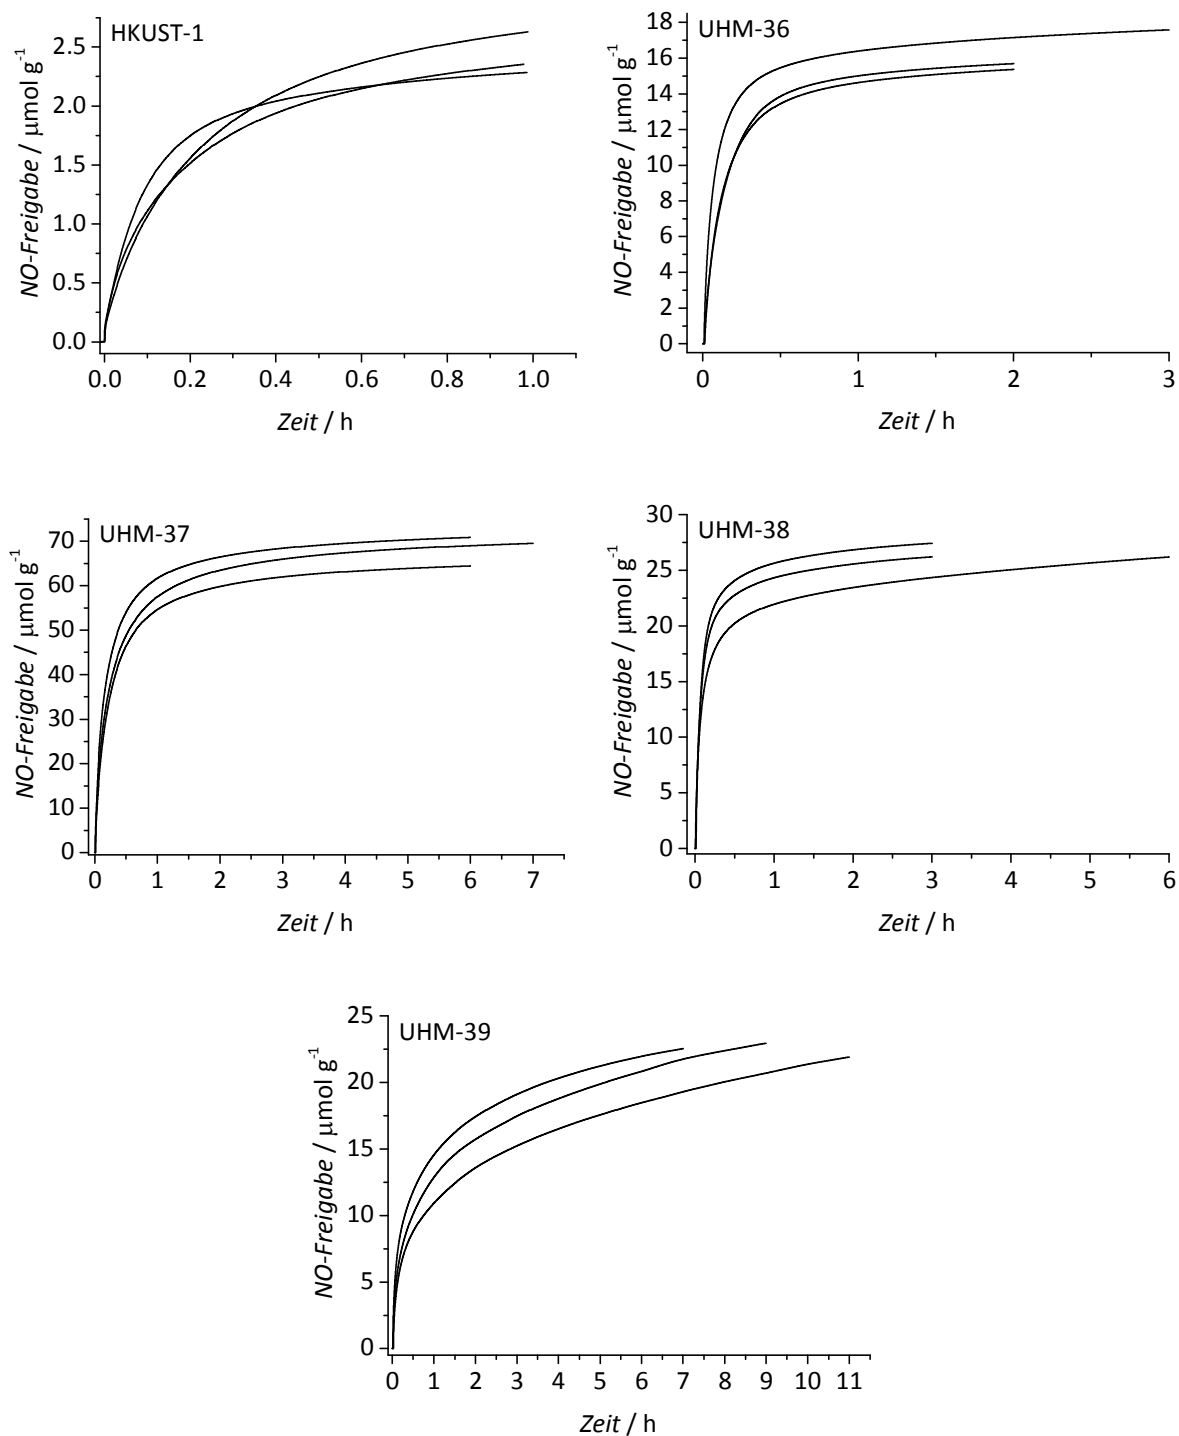 HKUST-1
2.5
2.0
1.5
1.0
0.5
0.0
NO-Freigabe / μmol g⁻¹
0.0 0.2 0.4 0.6 0.8 1.0
Zeit / h
UHM-36
18
16
14
12
10
8
6
4
2
0
NO-Freigabe / μmol g⁻¹
0 1 2 3
Zeit / h
UHM-37
70
60
50
40
30
20
10
0
NO-Freigabe / μmol g⁻¹
0 1 2 3 4 5 6 7
Zeit / h
UHM-38
30
25
20
15
10
5
0
NO-Freigabe / μmol g⁻¹
0 1 2 3 4 5 6
Zeit / h
UHM-39
25
20
15
10
5
0
NO-Freigabe / μmol g⁻¹
0 1 2 3 4 5 6 7 8 9 10 11
Zeit / h